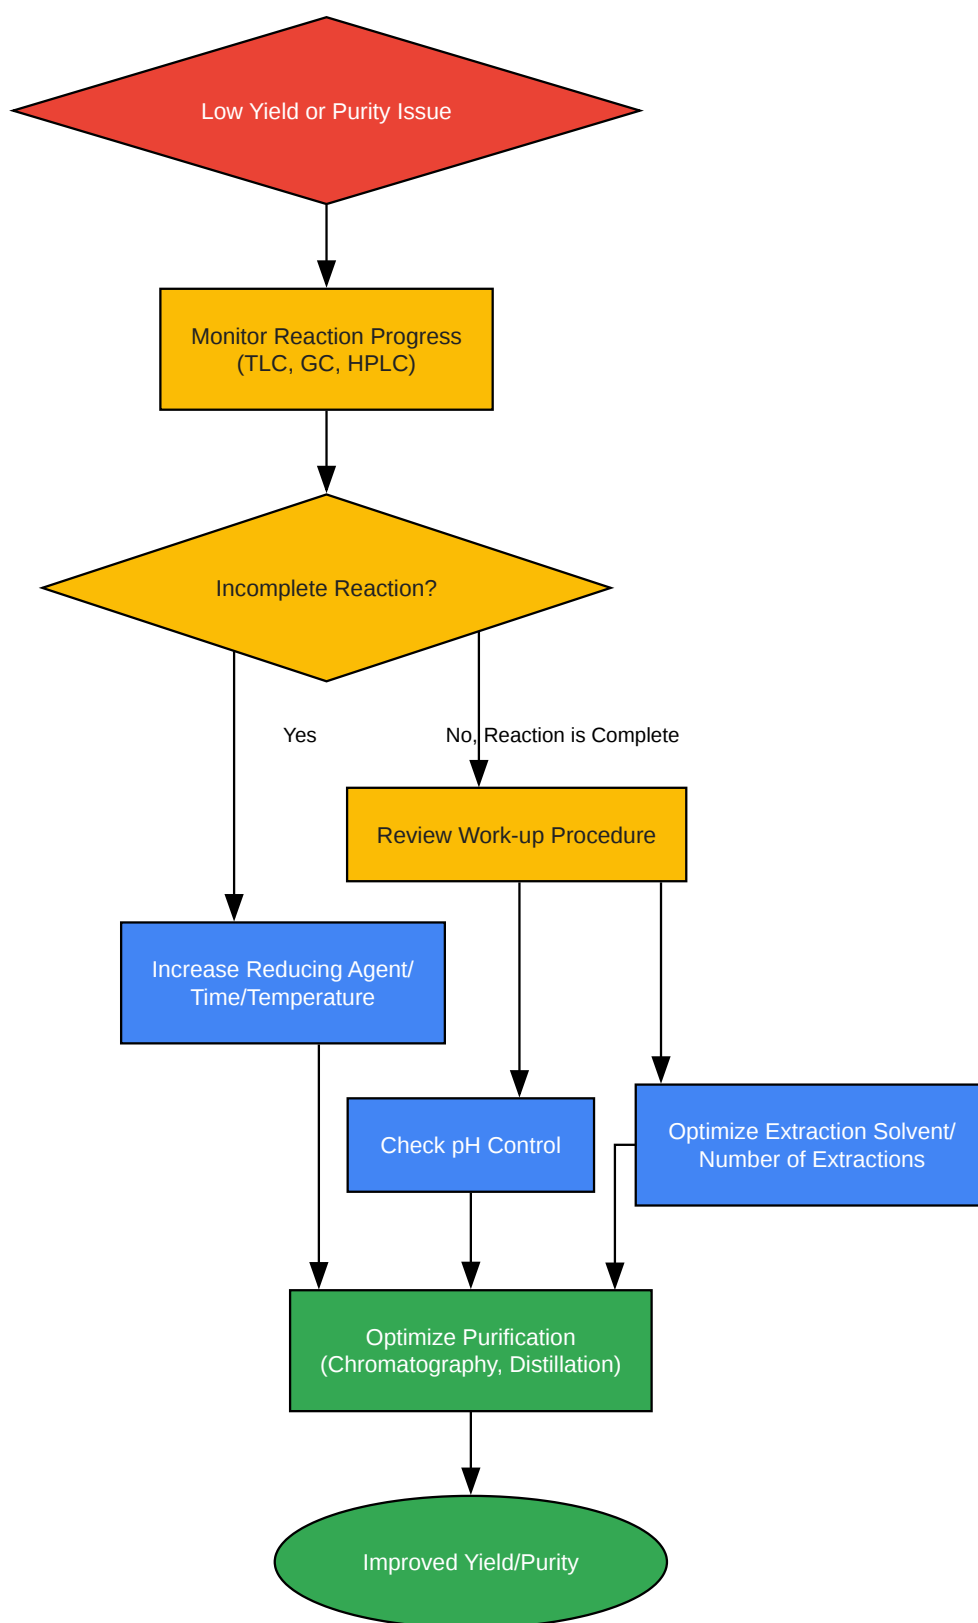 Low Yield or Purity Issue
Monitor Reaction Progress
(TLC, GC, HPLC)
Incomplete Reaction?
Yes
No, Reaction is Complete
Review Work-up Procedure
Increase Reducing Agent/
Time/Temperature
Check pH Control
Optimize Extraction Solvent/
Number of Extractions
Optimize Purification
(Chromatography, Distillation)
Improved Yield/Purity